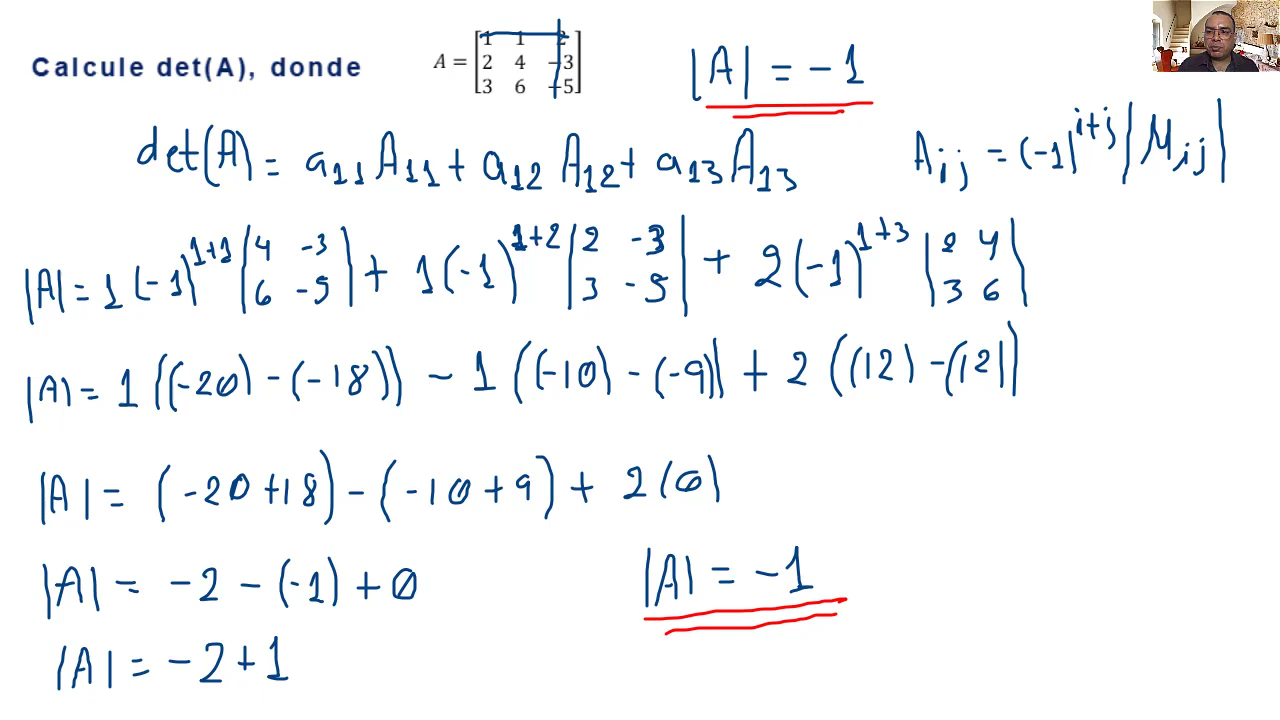 Calcule det(A), donde
A = [1 1 2
2 4 -3
3 6 -5]
|A| = -1
det(A) = a11 A11 + a12 A12 + a13 A13
Aij = (-1)^i+j |Mij|
|A| = 1 (-1)^1+1 |4 -3 6 -5| + 1 (-1)^1+2 |2 -3 3 -5| + 2 (-1)^1+3 |2 4 3 6|
|A| = 1 ((-20) - (-18)) - 1 ((-10) - (-9)) + 2 ((12) - (12))
|A| = (-20 + 18) - (-10 + 9) + 2 (0)
|A| = -2 - (-1) + 0
|A| = -1
|A| = -2 + 1